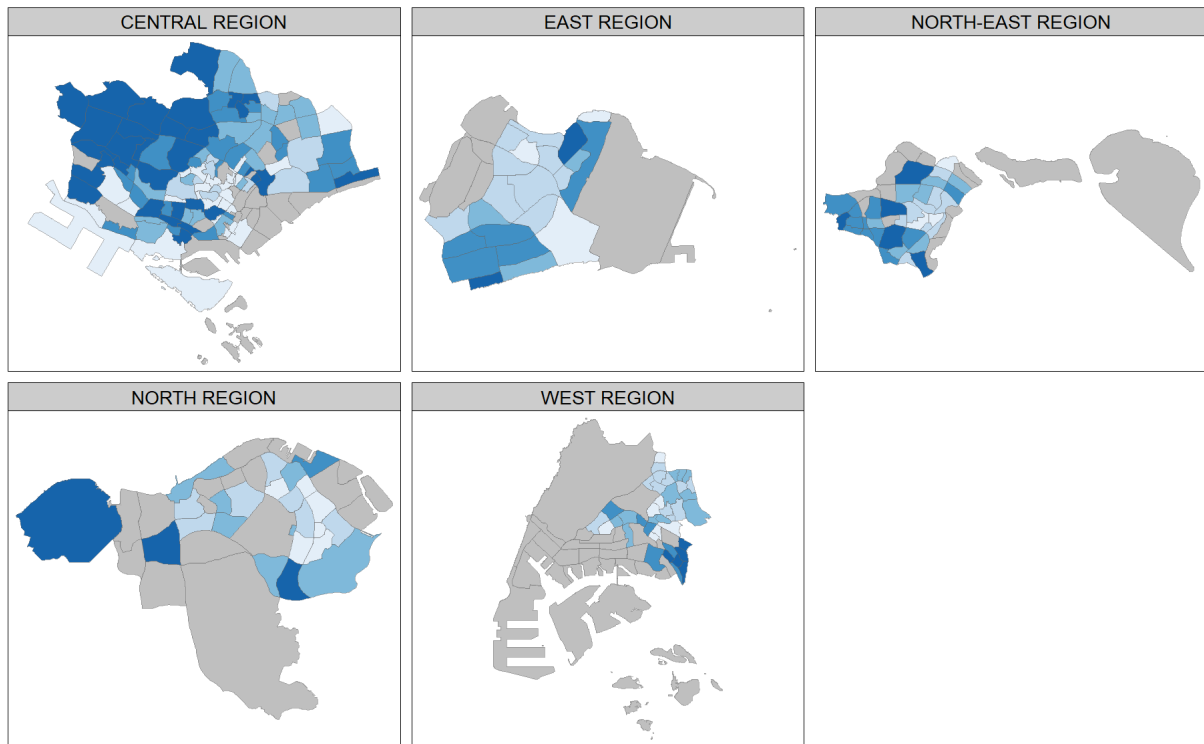 CENTRAL REGION
EAST REGION
NORTH-EAST REGION
NORTH REGION
WEST REGION